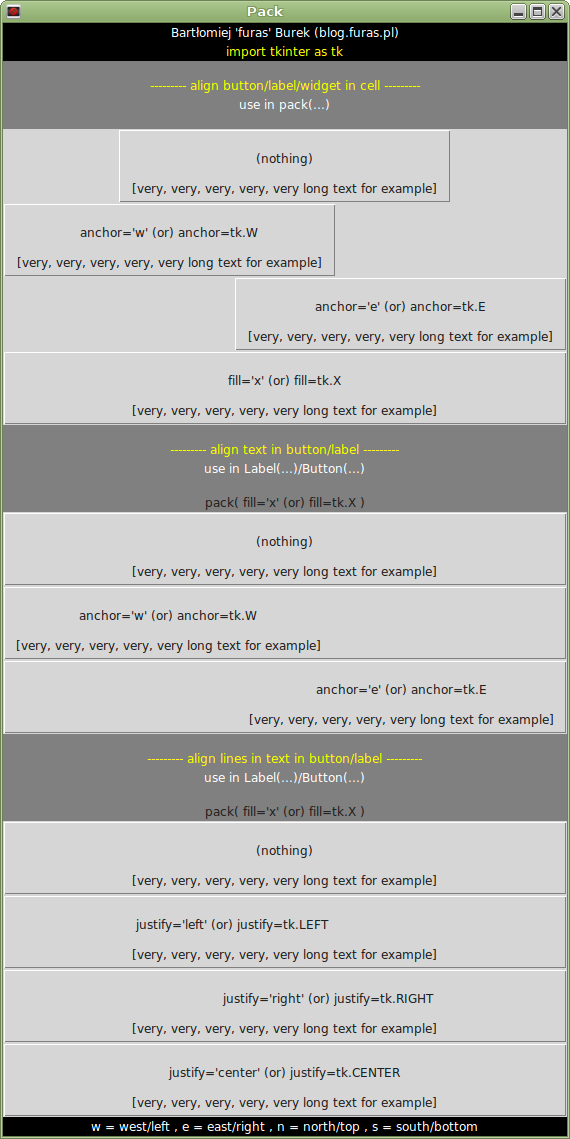 Pack
Bartłomiej 'furas' Burek (blog.furas.pl)
import tkinter as tk
--------- align button/label/widget in cell ---------
use in pack(...)
(nothing)
[very, very, very, very, very long text for example]
anchor='w' (or) anchor=tk.W
[very, very, very, very, very long text for example]
anchor='e' (or) anchor=tk.E
[very, very, very, very, very long text for example]
fill='x' (or) fill=tk.X
[very, very, very, very, very long text for example]
--------- align text in button/label ---------
use in Label(...)/Button(...)
pack( fill='x' (or) fill=tk.X )
(nothing)
[very, very, very, very, very long text for example]
anchor='w' (or) anchor=tk.W
[very, very, very, very, very long text for example]
anchor='e' (or) anchor=tk.E
[very, very, very, very, very long text for example]
--------- align lines in text in button/label ---------
use in Label(...)/Button(...)
pack( fill='x' (or) fill=tk.X )
(nothing)
[very, very, very, very, very long text for example]
justify='left' (or) justify=tk.LEFT
[very, very, very, very, very long text for example]
justify='right' (or) justify=tk.RIGHT
[very, very, very, very, very long text for example]
justify='center' (or) justify=tk.CENTER
[very, very, very, very, very long text for example]
w = west/left , e = east/right , n = north/top , s = south/bottom